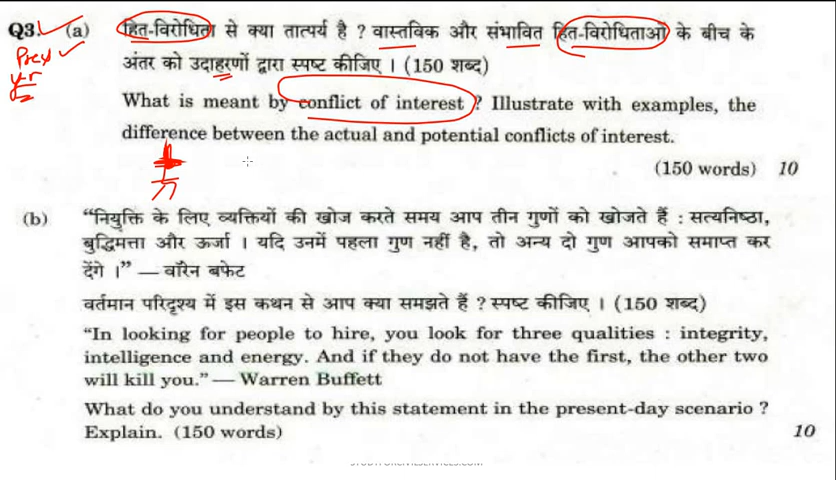 Q3. (a) हित-विरोधिता से क्या तात्पर्य है ? वास्तविक और संभावित हित-विरोधिताओं के बीच के
Prev
yr
अंतर को उदाहरणों द्वारा स्पष्ट कीजिए । (150 शब्द)
What is meant by conflict of interest ? Illustrate with examples, the
difference between the actual and potential conflicts of interest.
(150 words) 10
(b) “नियुक्ति के लिए व्यक्तियों की खोज करते समय आप तीन गुणों को खोजते हैं : सत्यनिष्ठा,
बुद्धिमत्ता और ऊर्जा । यदि उनमें पहला गुण नहीं है, तो अन्य दो गुण आपको समाप्त कर
देंगे ।” — वॉरेन बफेट
वर्तमान परिदृश्य में इस कथन से आप क्या समझते हैं ? स्पष्ट कीजिए । (150 शब्द)
“In looking for people to hire, you look for three qualities : integrity,
intelligence and energy. And if they do not have the first, the other two
will kill you.” — Warren Buffett
What do you understand by this statement in the present-day scenario ?
Explain. (150 words) 10